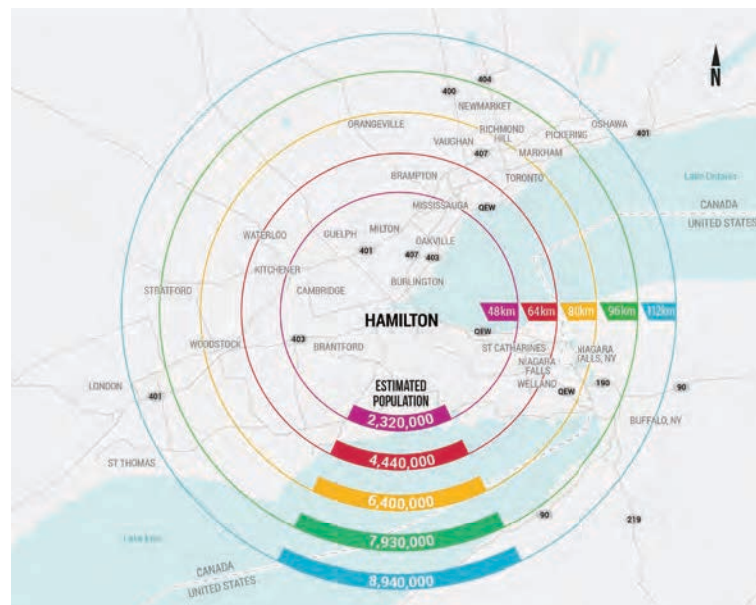 404
400
N
NEWMARKET
ORANGEVILLE
RICHMOND
HILL
PICKERING
OSHAWA
401
VAUGHAN
407
MARKHAM
BRAMPTON
TORONTO
Lake Ontario
MISSISSAUGA
QEW
CANADA
UNITED STATES
WATERLOO
GUELPH
MILTON
OAKVILLE
401
407
403
KITCHENER
BURLINGTON
STRATFORD
CAMBRIDGE
48km
64km
80km
96km
112km
HAMILTON
403
QEW
WOODSTOCK
BRANTFORD
ST CATHARINES
NIAGARA
FALLS, NY
NIAGARA
FALLS
WELLAND
LONDON
401
ESTIMATED
POPULATION
QEW
190
90
2,320,000
BUFFALO, NY
4,440,000
ST THOMAS
6,400,000
90
219
7,930,000
Lake Erie
CANADA
UNITED STATES
8,940,000